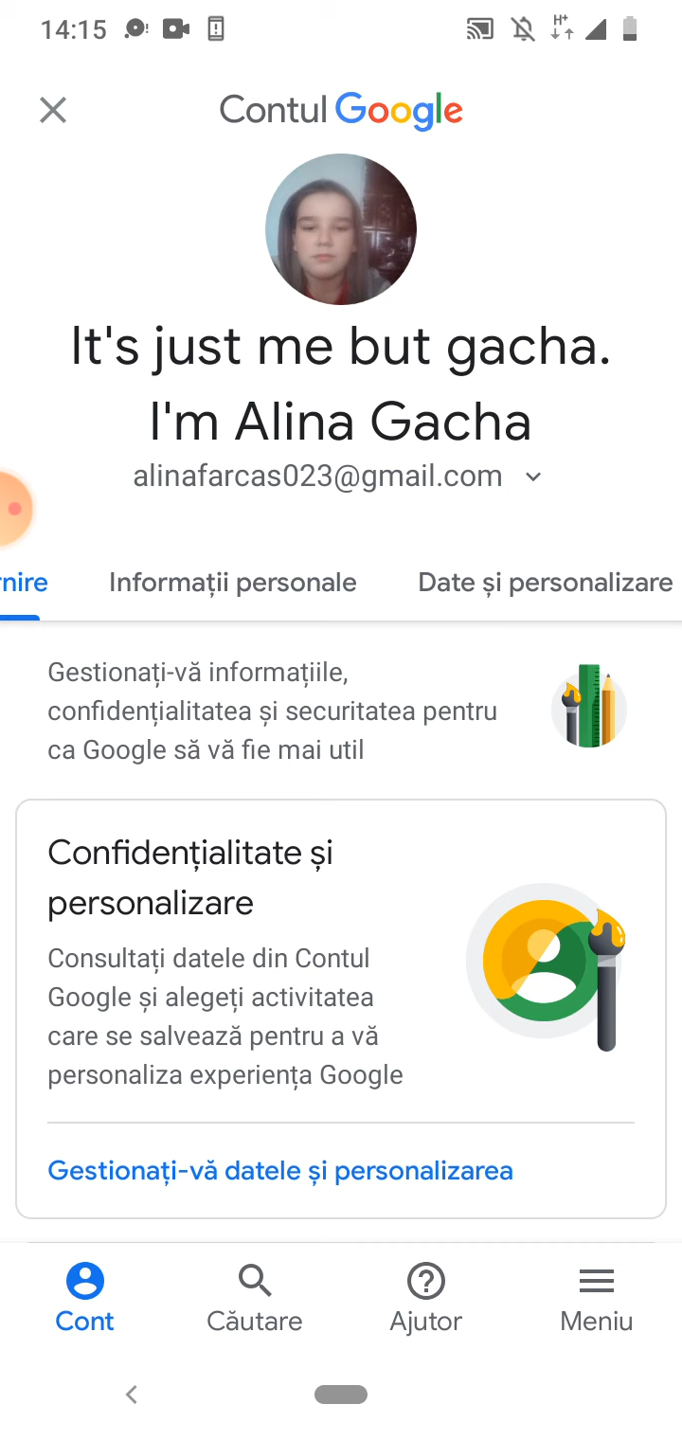 14:15
H+
×
Contul Google
It's just me but gacha.
I'm Alina Gacha
alinafarcas023@gmail.com
rnire Informații personale Date și personalizare
Gestionați-vă informațiile,
confidențialitatea și securitatea pentru
ca Google să vă fie mai util
Confidențialitate și
personalizare
Consultați datele din Contul
Google și alegeți activitatea
care se salvează pentru a vă
personaliza experiența Google
Gestionați-vă datele și personalizarea
Cont Căutare Ajutor Meniu